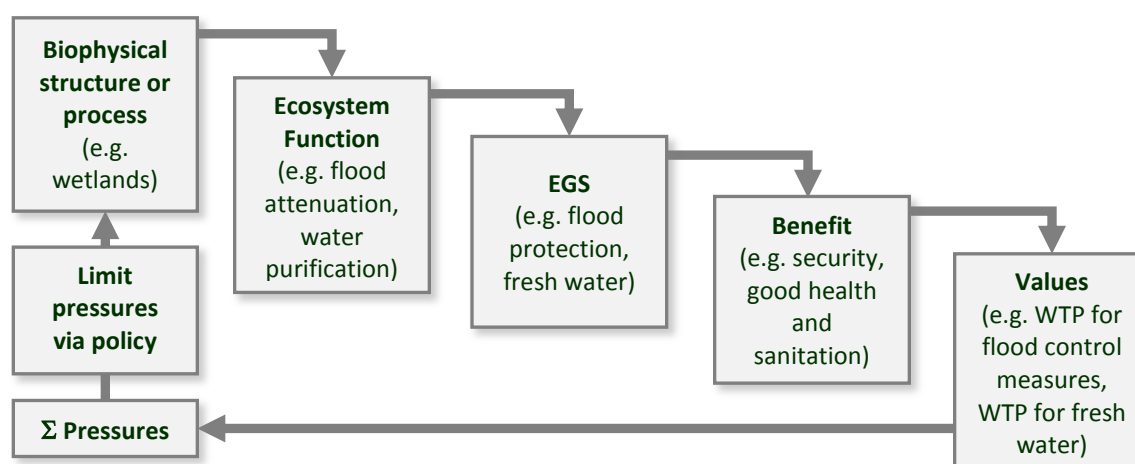 Biophysical
structure or
process
(e.g.
wetlands)
Ecosystem
Function
(e.g. flood
attenuation,
water
purification)
EGS
(e.g. flood
protection,
fresh water)
Benefit
(e.g. security,
good health
and
sanitation)
Values
(e.g. WTP for
flood control
measures,
WTP for fresh
water)
Limit
pressures
via policy
Σ Pressures